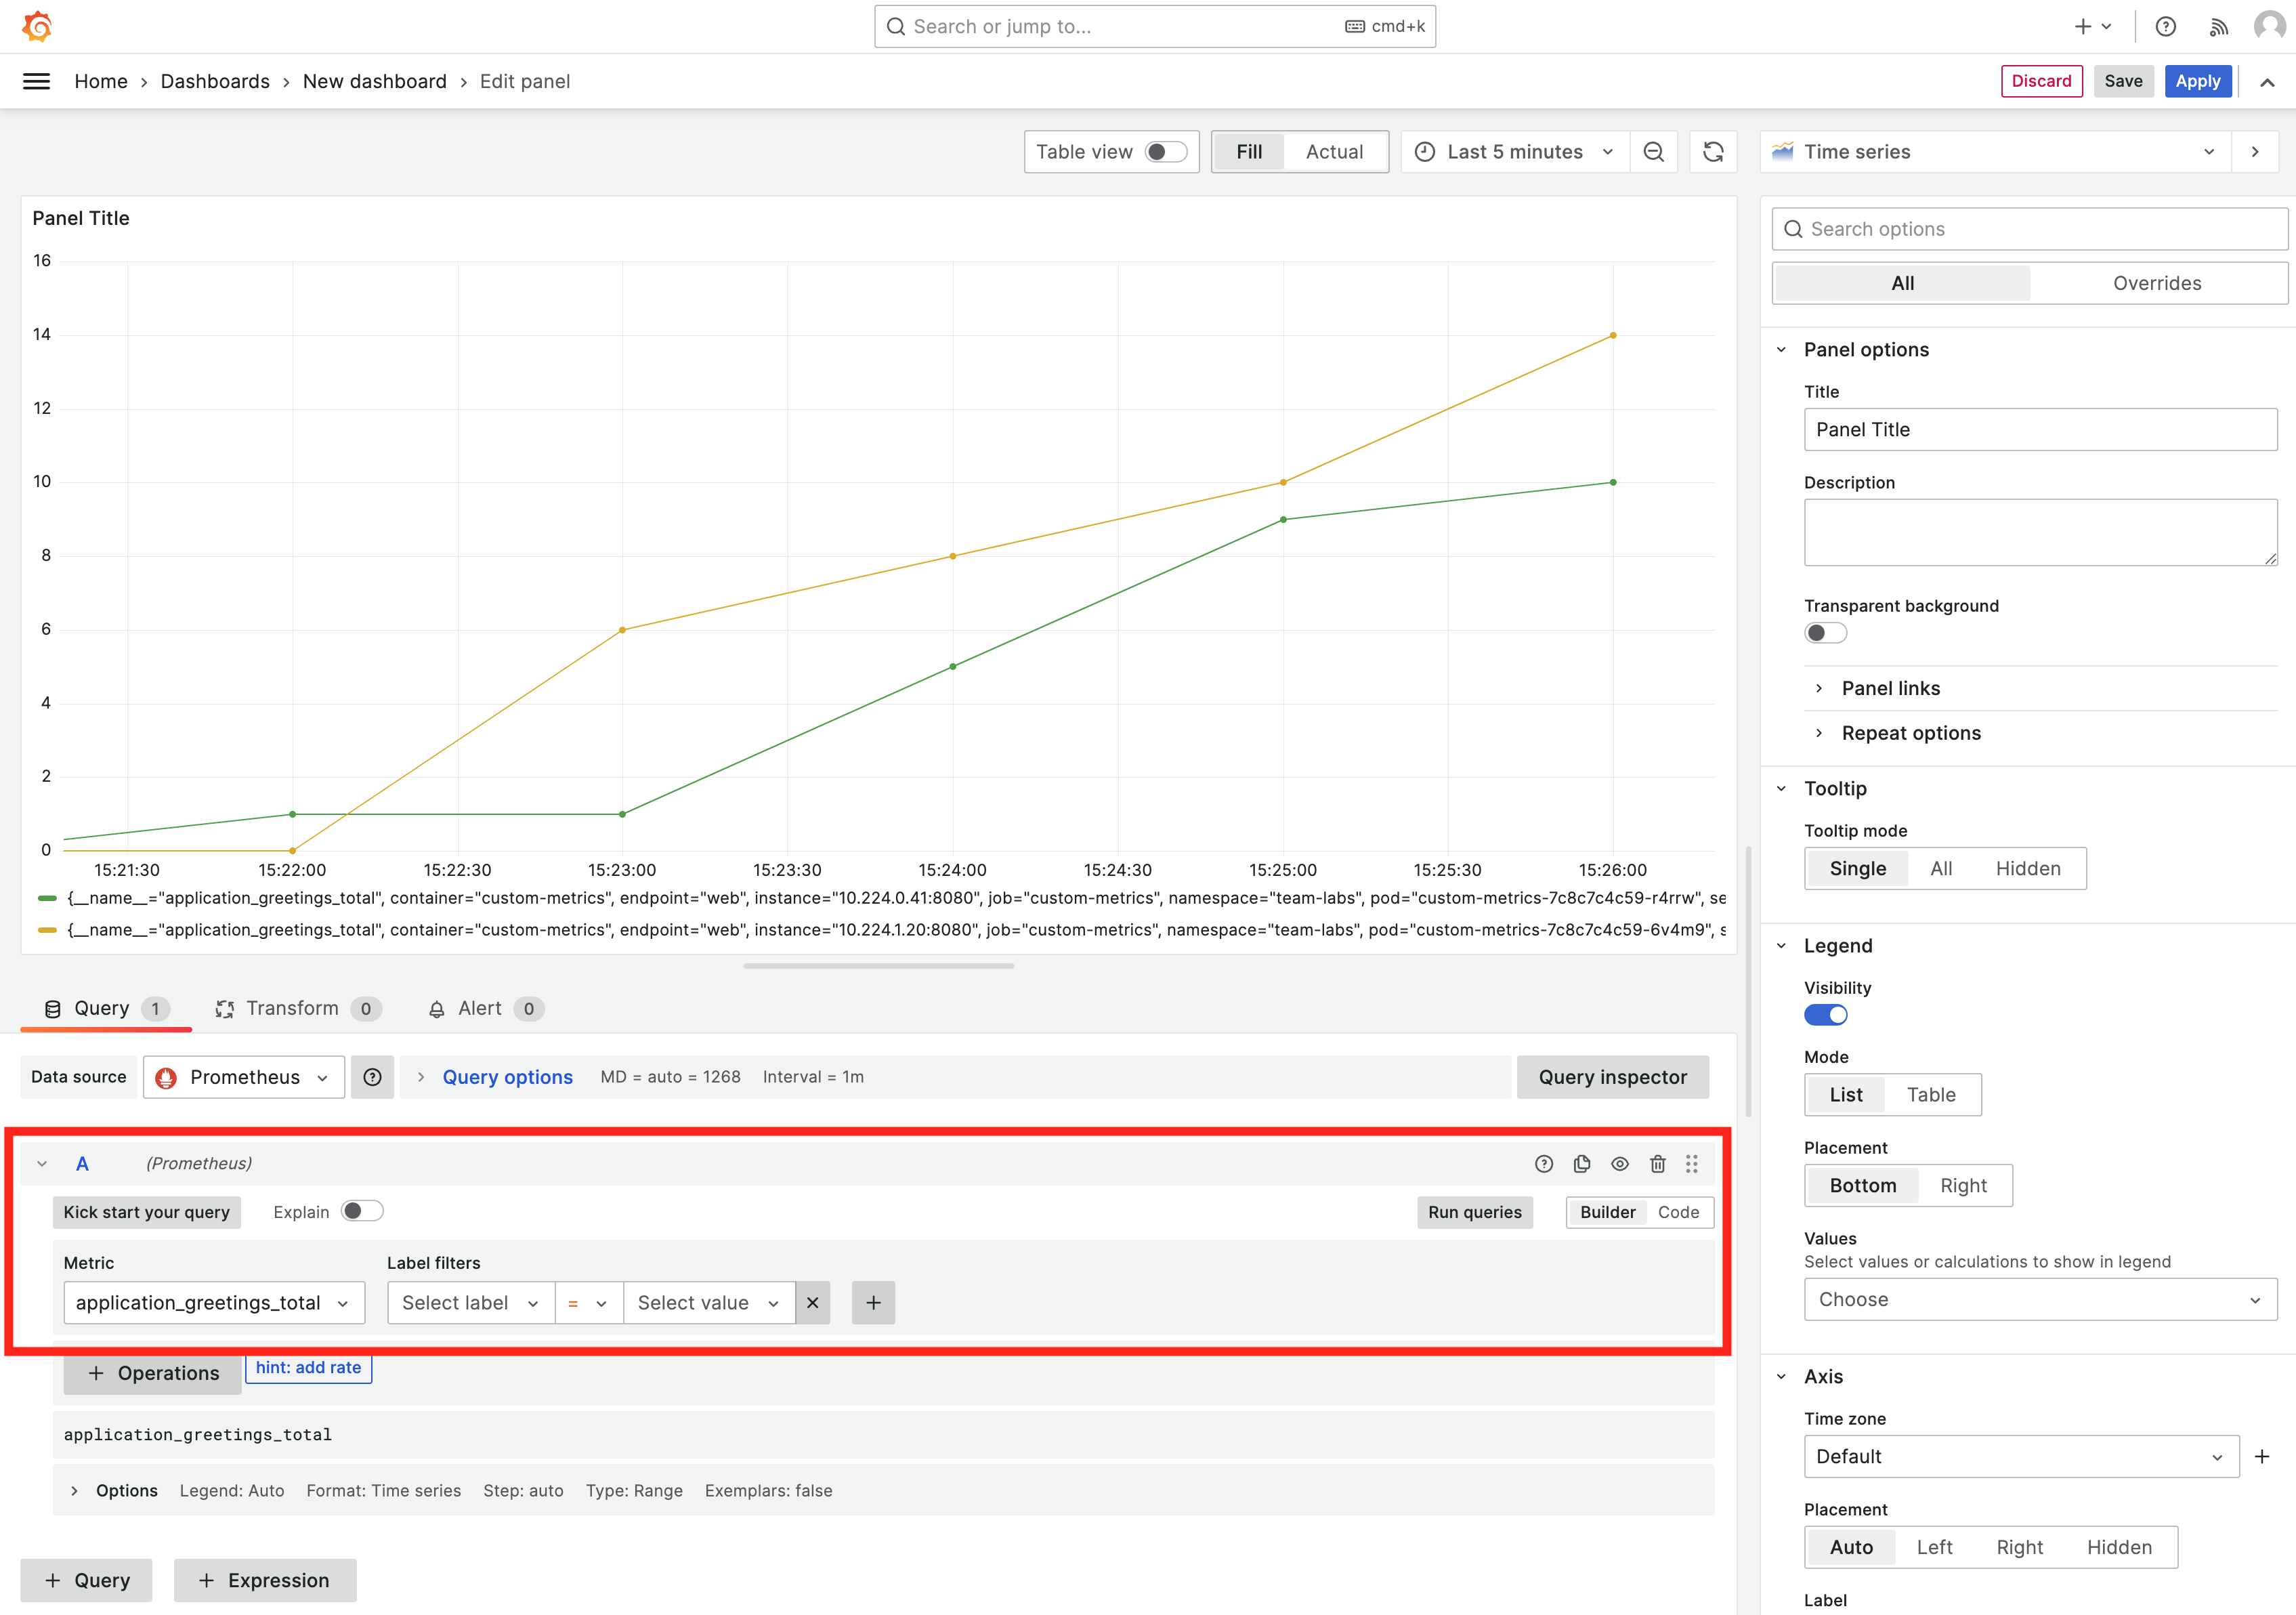 Search or jump to... cmd+k
Home › Dashboards › New dashboard › Edit panel
Discard Save Apply
Table view Fill Actual Last 5 minutes
Time series
Panel Title
16
14
12
10
8
6
4
2
0
15:21:30 15:22:00 15:22:30 15:23:00 15:23:30 15:24:00 15:24:30 15:25:00 15:25:30 15:26:00
{__name__="application_greetings_total", container="custom-metrics", endpoint="web", instance="10.224.0.41:8080", job="custom-metrics", namespace="team-labs", pod="custom-metrics-7c8c7c4c59-r4rrw", se
{__name__="application_greetings_total", container="custom-metrics", endpoint="web", instance="10.224.1.20:8080", job="custom-metrics", namespace="team-labs", pod="custom-metrics-7c8c7c4c59-6v4m9", s
Query 1 Transform 0 Alert 0
Data source Prometheus Query options MD = auto = 1268 Interval = 1m Query inspector
A (Prometheus)
Kick start your query Explain Run queries Builder Code
Metric Label filters
application_greetings_total Select label = Select value
+ Operations hint: add rate
application_greetings_total
Options Legend: Auto Format: Time series Step: auto Type: Range Exemplars: false
+ Query + Expression
Search options
All Overrides
Panel options
Title
Panel Title
Description
Transparent background
Panel links
Repeat options
Tooltip
Tooltip mode
Single All Hidden
Legend
Visibility
Mode
List Table
Placement
Bottom Right
Values
Select values or calculations to show in legend
Choose
Axis
Time zone
Default
Placement
Auto Left Right Hidden
Label